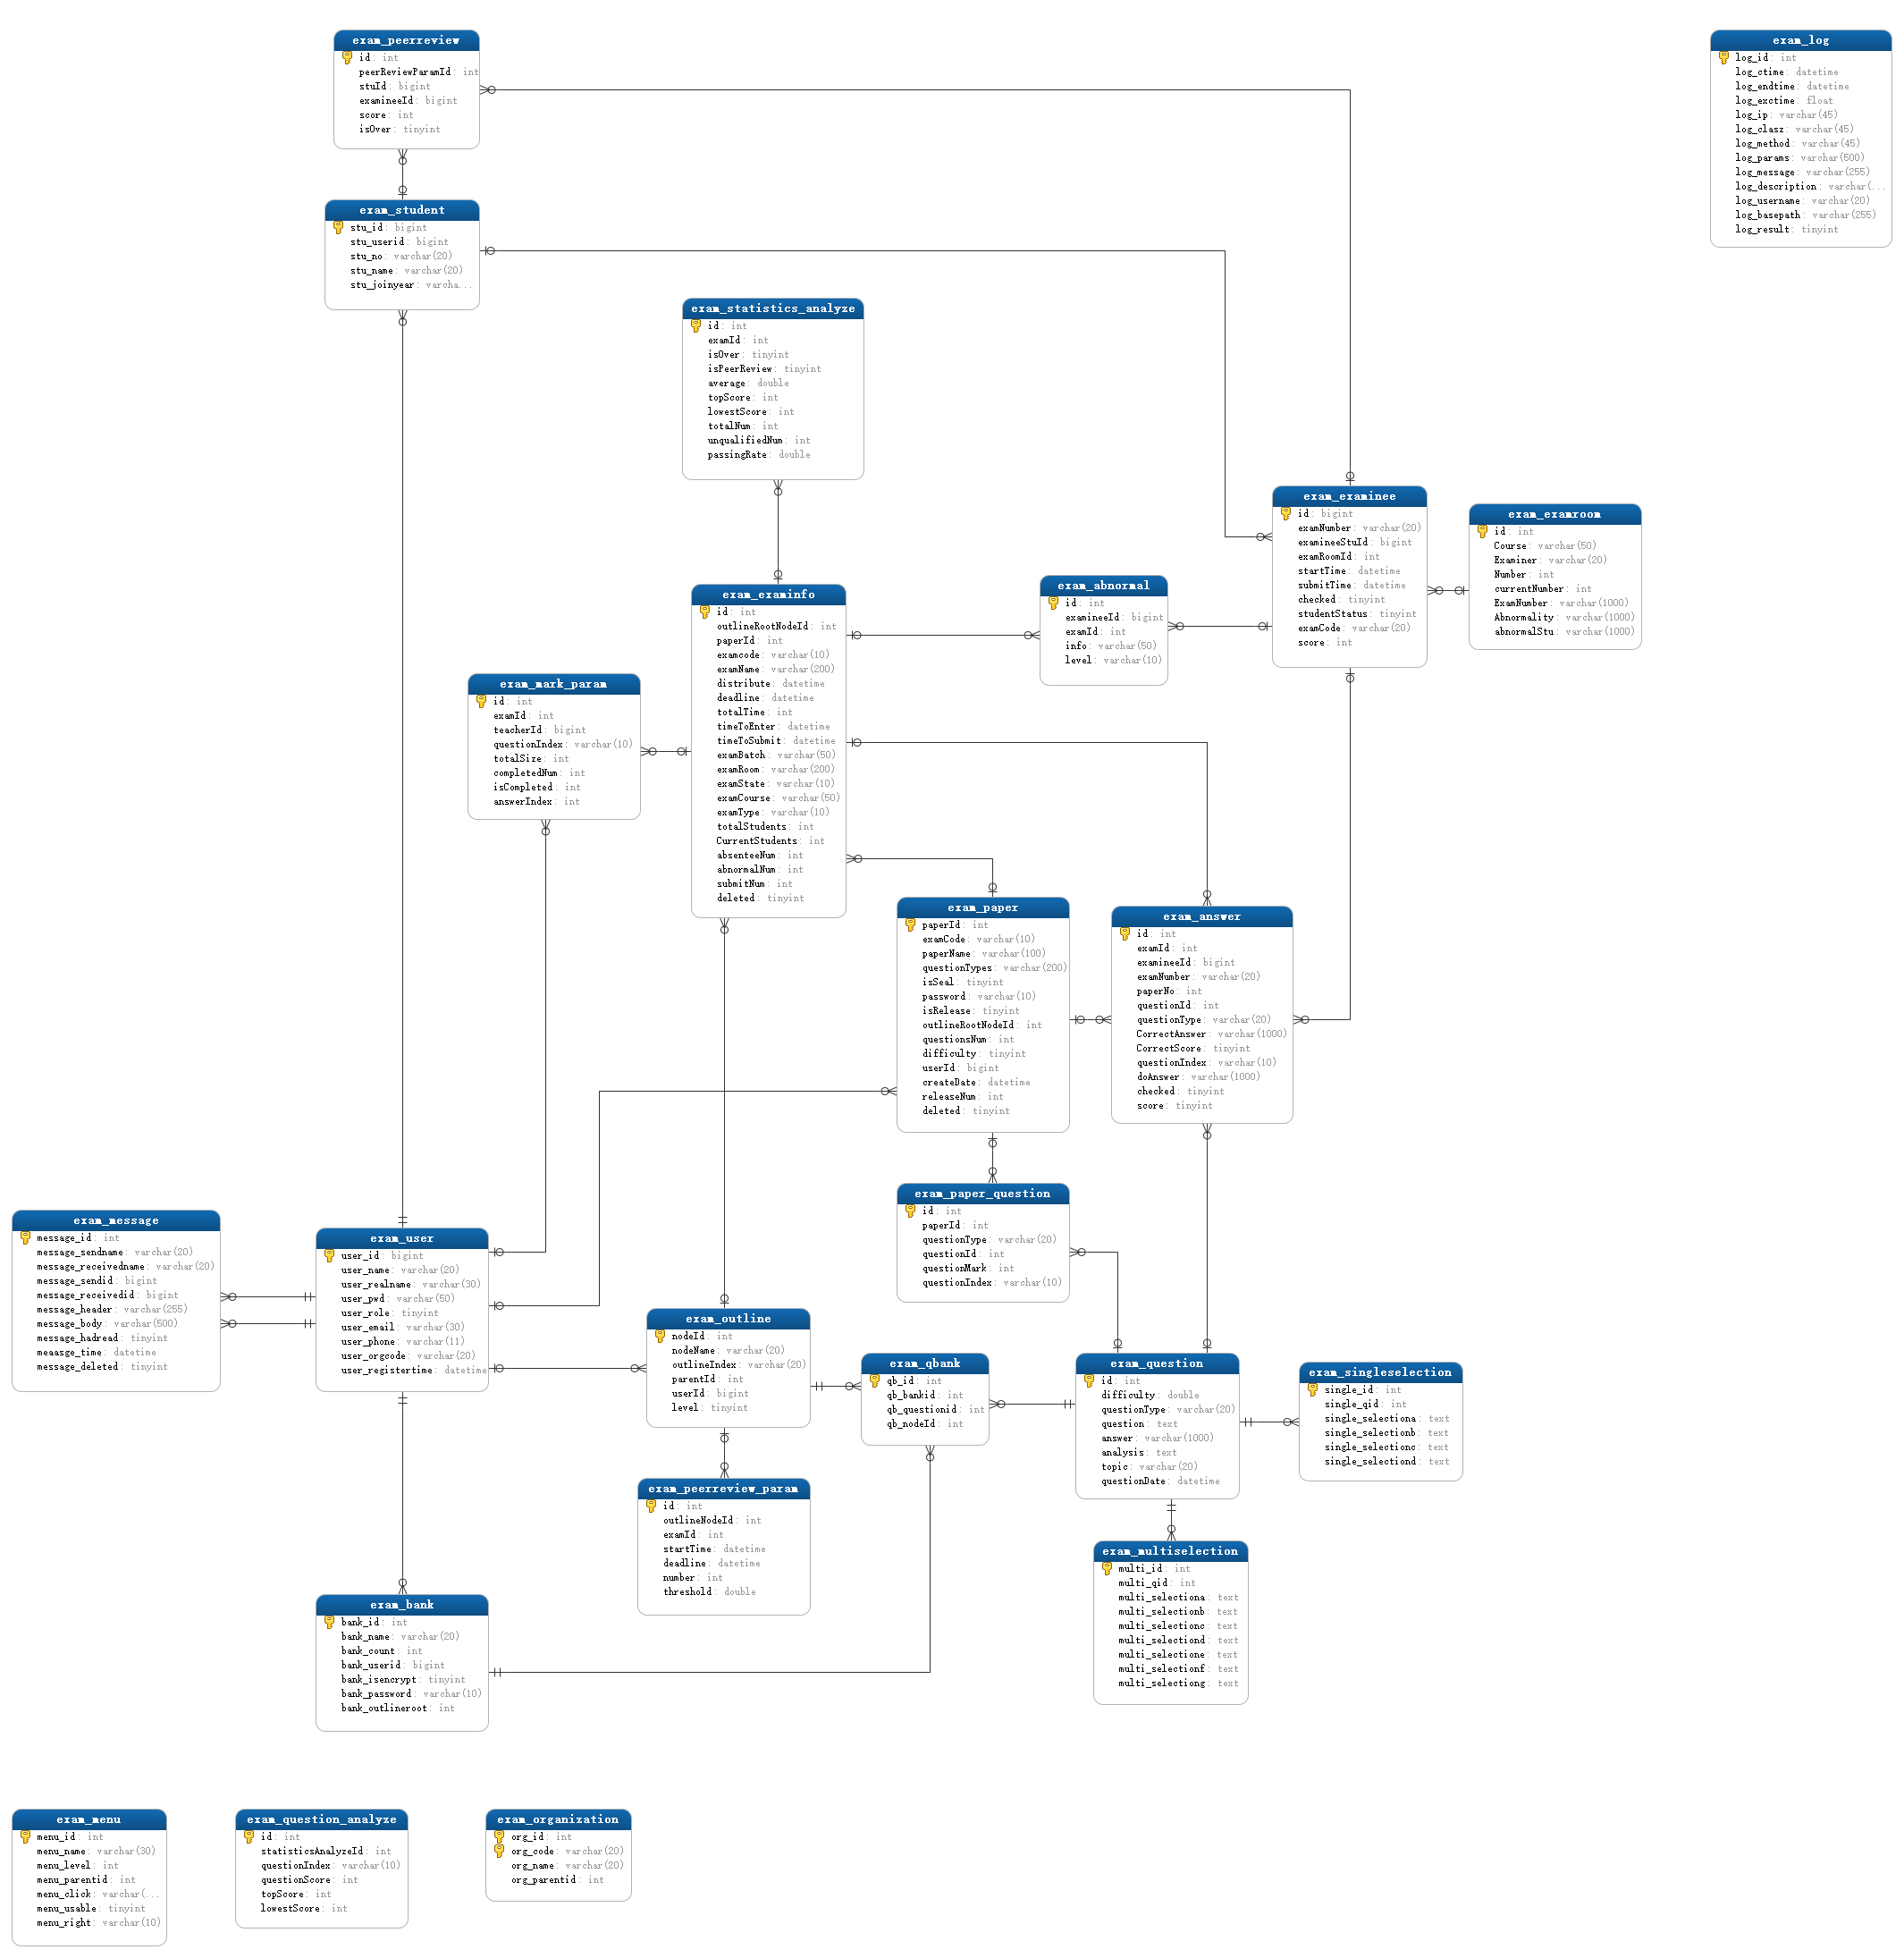 exam_peerreview
id: int
peerReviewParamId: int
stuId: bigint
examineeId: bigint
score: int
isOver: tinyint
exam_log
log_id: int
log_ctime: datetime
log_endtime: datetime
log_exctime: float
log_ip: varchar(45)
log_clasz: varchar(45)
log_method: varchar(45)
log_params: varchar(500)
log_message: varchar(255)
log_description: varchar(...
log_username: varchar(20)
log_basepath: varchar(255)
log_result: tinyint
exam_student
stu_id: bigint
stu_userid: bigint
stu_no: varchar(20)
stu_name: varchar(20)
stu_joinyear: varcha...
exam_statistics_analyze
id: int
examId: int
isOver: tinyint
isPeerReview: tinyint
average: double
topScore: int
lowestScore: int
totalNum: int
unqualifiedNum: int
passingRate: double
exam_examinee
id: bigint
examNumber: varchar(20)
examineeStuId: bigint
examRoomId: int
startTime: datetime
submitTime: datetime
checked: tinyint
studentStatus: tinyint
examCode: varchar(20)
score: int
exam_examroom
id: int
Course: varchar(50)
Examiner: varchar(20)
Number: int
currentNumber: int
ExamNumber: varchar(1000)
Abnormality: varchar(1000)
abnormalStu: varchar(1000)
exam_abnormal
id: int
examineeId: bigint
examId: int
info: varchar(50)
level: varchar(10)
exam_examinfo
id: int
outlineRootNodeId: int
paperId: int
examcode: varchar(10)
examName: varchar(200)
distribute: datetime
deadline: datetime
totalTime: int
timeToEnter: datetime
timeToSubmit: datetime
examBatch: varchar(50)
examRoom: varchar(200)
examState: varchar(10)
examCourse: varchar(50)
examType: varchar(10)
totalStudents: int
CurrentStudents: int
absenteeNum: int
abnormalNum: int
submitNum: int
deleted: tinyint
exam_mark_param
id: int
examId: int
teacherId: bigint
questionIndex: varchar(10)
totalSize: int
completedNum: int
isCompleted: int
answerIndex: int
exam_paper
paperId: int
examCode: varchar(10)
paperName: varchar(100)
questionTypes: varchar(200)
isSeal: tinyint
password: varchar(10)
isRelease: tinyint
outlineRootNodeId: int
questionsNum: int
difficulty: tinyint
userId: bigint
createDate: datetime
releaseNum: int
deleted: tinyint
exam_answer
id: int
examId: int
examineeId: bigint
examNumber: varchar(20)
paperNo: int
questionId: int
questionType: varchar(20)
CorrectAnswer: varchar(1000)
CorrectScore: tinyint
questionIndex: varchar(10)
doAnswer: varchar(1000)
checked: tinyint
score: tinyint
exam_paper_question
id: int
paperId: int
questionType: varchar(20)
questionId: int
questionMark: int
questionIndex: varchar(10)
exam_message
message_id: int
message_sendname: varchar(20)
message_receivedname: varchar(20)
message_sendid: bigint
message_receivedid: bigint
message_header: varchar(255)
message_body: varchar(500)
message_hadread: tinyint
meaasge_time: datetime
message_deleted: tinyint
exam_user
user_id: bigint
user_name: varchar(20)
user_realname: varchar(30)
user_pwd: varchar(50)
user_role: tinyint
user_email: varchar(30)
user_phone: varchar(11)
user_orgcode: varchar(20)
user_registertime: datetime
exam_outline
nodeId: int
nodeName: varchar(20)
outlineIndex: varchar(20)
parentId: int
userId: bigint
level: tinyint
exam_qbank
qb_id: int
qb_bankid: int
qb_questionid: int
qb_nodeId: int
exam_question
id: int
difficulty: double
questionType: varchar(20)
question: text
answer: varchar(1000)
analysis: text
topic: varchar(20)
questionDate: datetime
exam_singleselection
single_id: int
single_qid: int
single_selectiona: text
single_selectionb: text
single_selectionc: text
single_selectiond: text
exam_peerreview_param
id: int
outlineNodeId: int
examId: int
startTime: datetime
deadline: datetime
number: int
threshold: double
exam_multiselection
multi_id: int
multi_qid: int
multi_selectiona: text
multi_selectionb: text
multi_selectionc: text
multi_selectiond: text
multi_selectione: text
multi_selectionf: text
multi_selectiong: text
exam_bank
bank_id: int
bank_name: varchar(20)
bank_count: int
bank_userid: bigint
bank_isencrypt: tinyint
bank_password: varchar(10)
bank_outlineroot: int
exam_menu
menu_id: int
menu_name: varchar(30)
menu_level: int
menu_parentid: int
menu_click: varchar(...
menu_usable: tinyint
menu_right: varchar(10)
exam_question_analyze
id: int
statisticsAnalyzeId: int
questionIndex: varchar(10)
questionScore: int
topScore: int
lowestScore: int
exam_organization
org_id: int
org_code: varchar(20)
org_name: varchar(20)
org_parentid: int